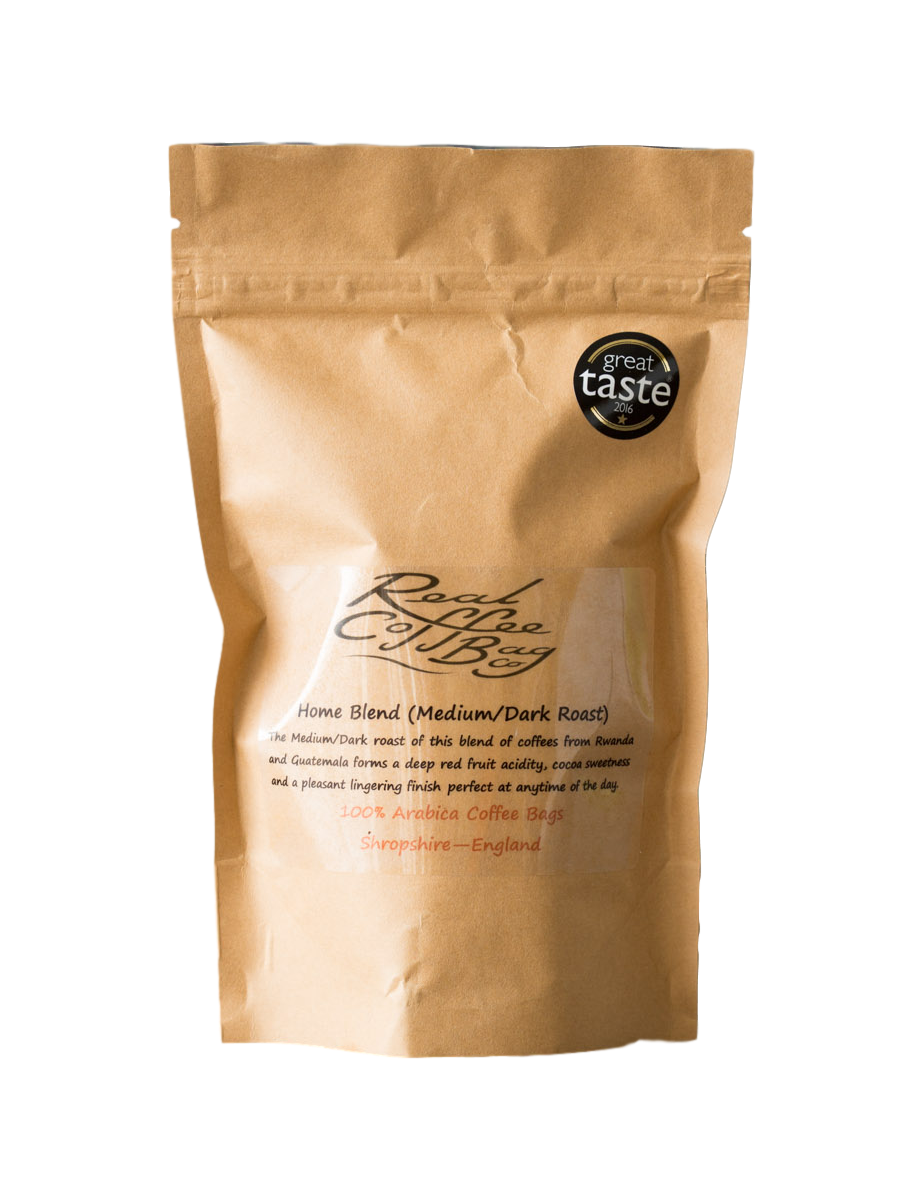 great
taste
2016
Real
Coffee
Bag
Co
Home Blend (Medium/Dark Roast)
The Medium/Dark roast of this blend of coffees from Rwanda
and Guatemala forms a deep red fruit acidity, cocoa sweetness
and a pleasant lingering finish perfect at anytime of the day.
100% Arabica Coffee Bags
Shropshire—England